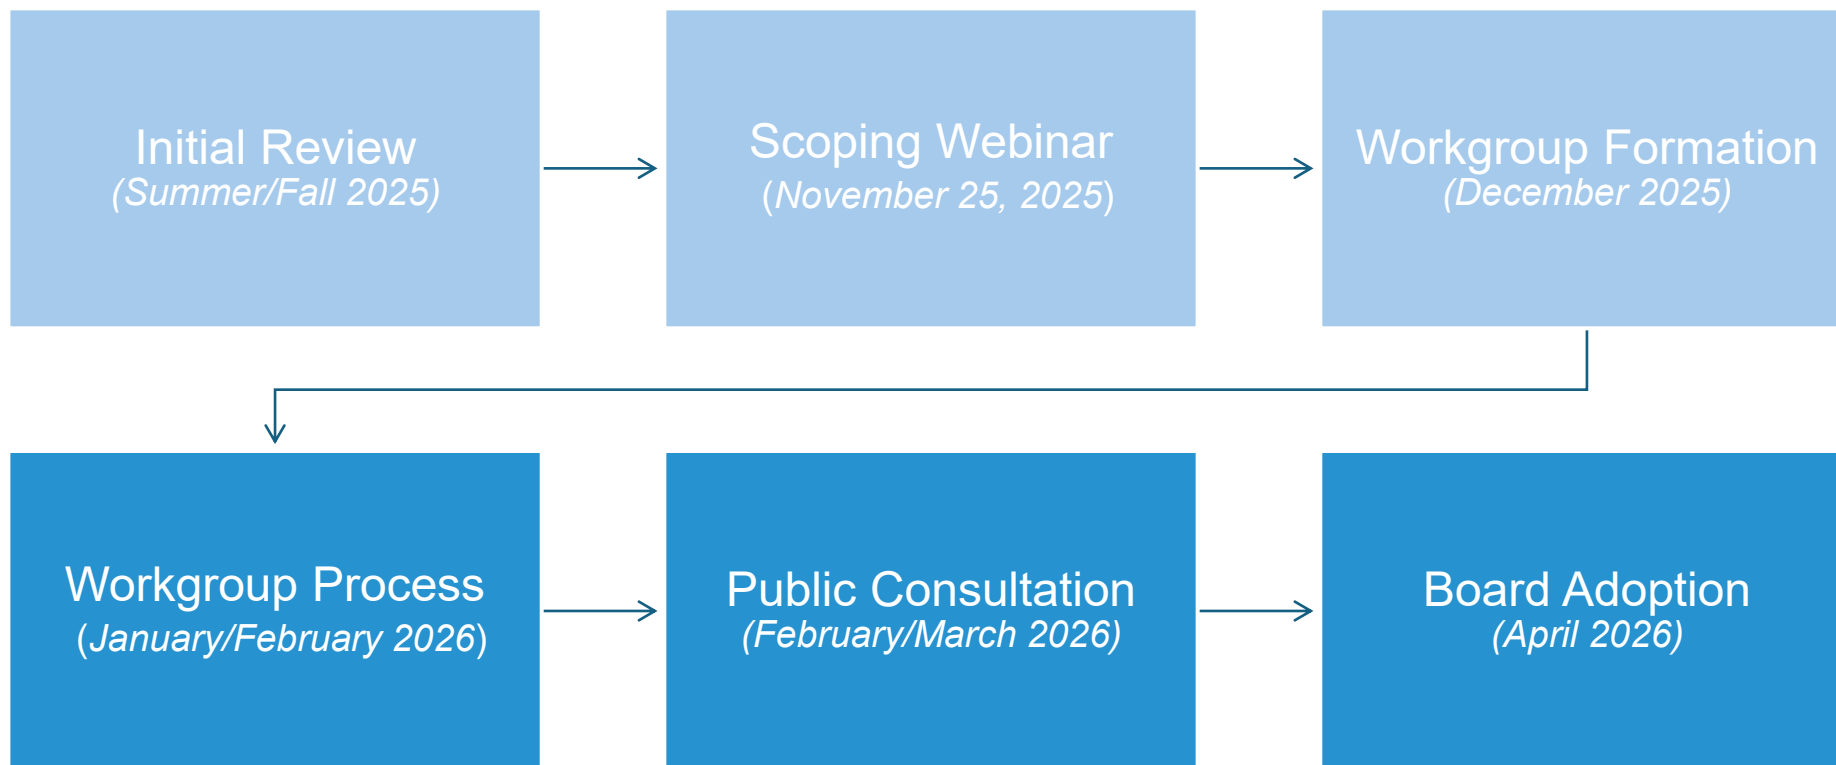 Initial Review
(Summer/Fall 2025)
Scoping Webinar
(November 25, 2025)
Workgroup Formation
(December 2025)
Workgroup Process
(January/February 2026)
Public Consultation
(February/March 2026)
Board Adoption
(April 2026)